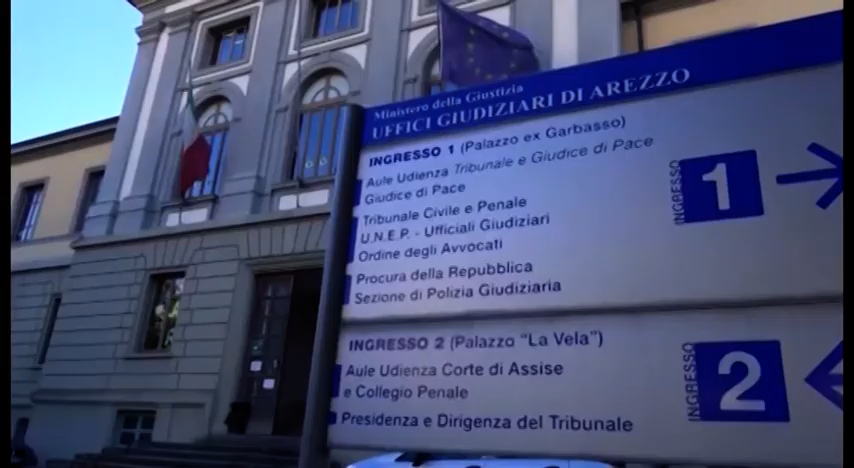 Ministero della Giustizia
UFFICI GIUDIZIARI DI AREZZO
INGRESSO 1 (Palazzo ex Garbasso)
Aule Udienza Tribunale e Giudice di Pace
Giudice di Pace
Tribunale Civile e Penale
U.N.E.P. - Ufficiali Giudiziari
Ordine degli Avvocati
Procura della Repubblica
Sezione di Polizia Giudiziaria
INGRESSO
1
INGRESSO 2 (Palazzo "La Vela")
Aule Udienza Corte di Assise
e Collegio Penale
Presidenza e Dirigenza del Tribunale
INGRESSO
2